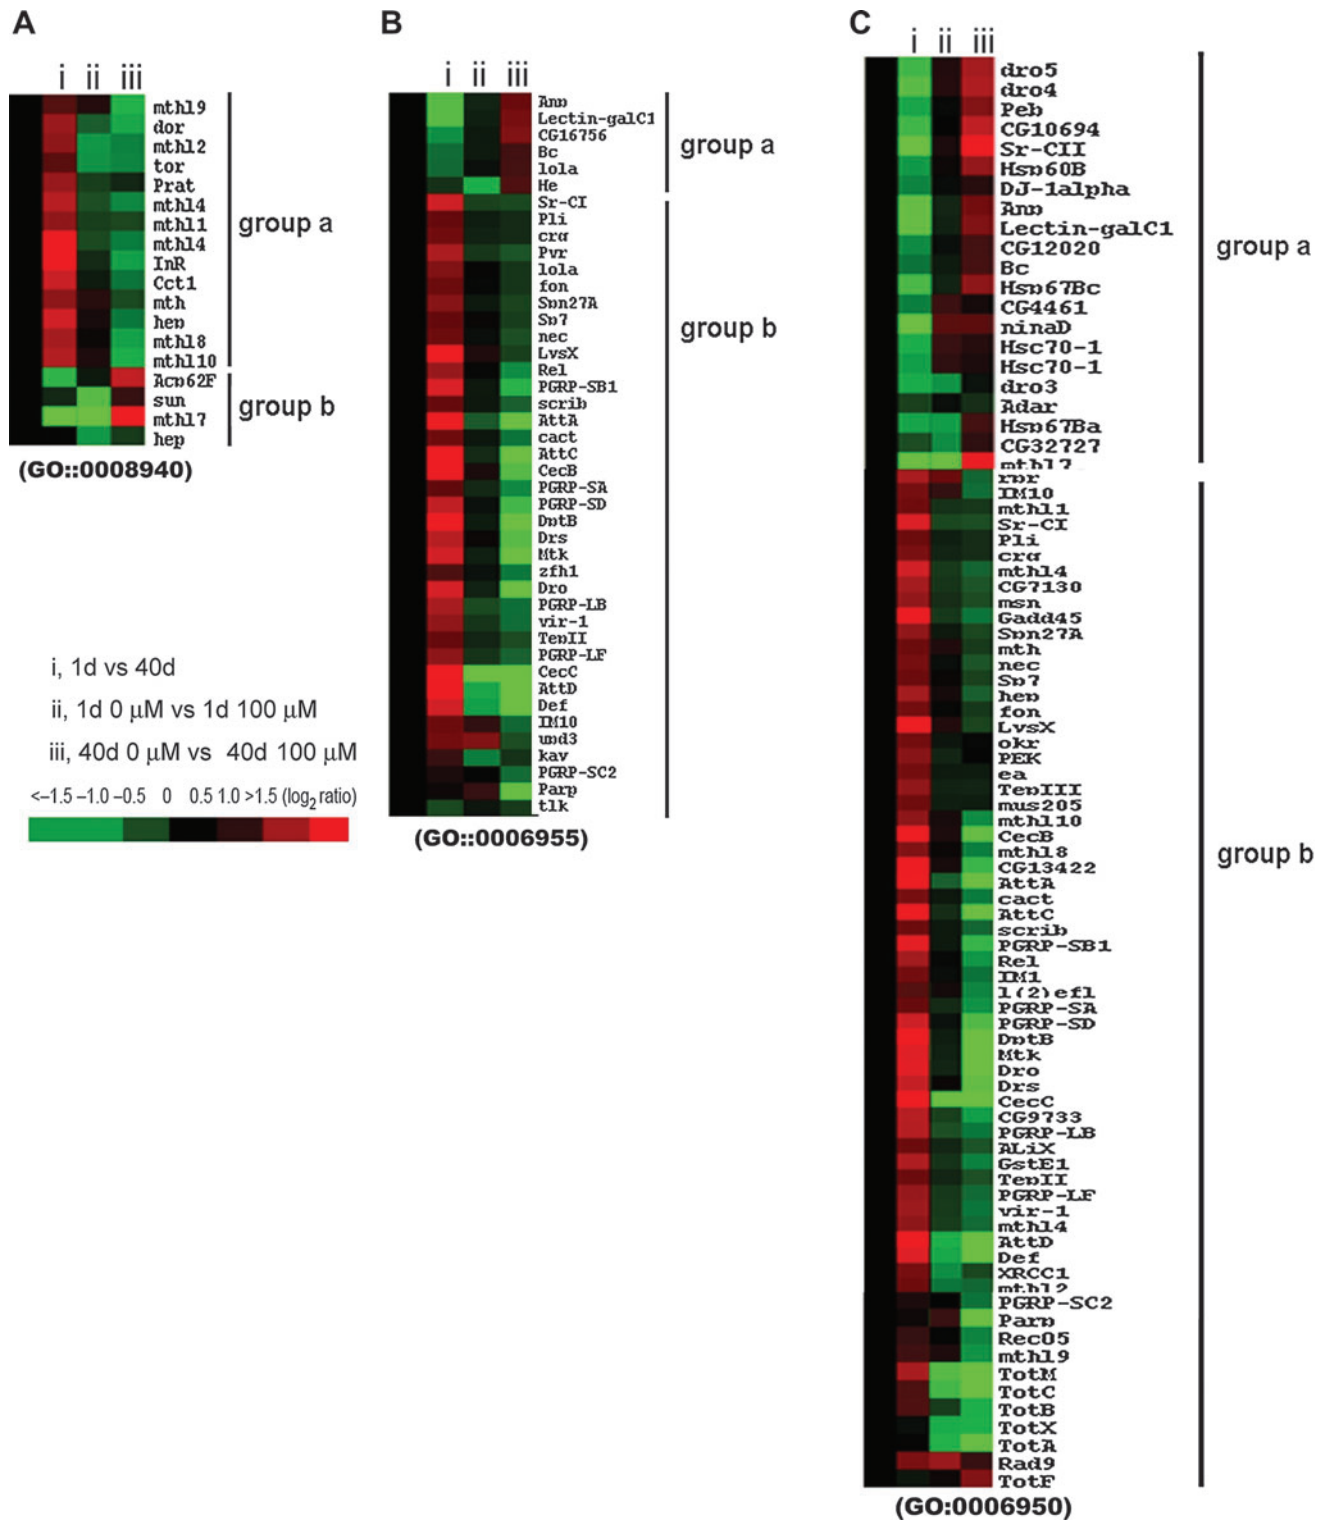 A
i ii iii
mthl9
dor
mthl2
tor
Prat
mthl4
mthl1
mthl4
InR
Cct1
mth
hep
mthl8
mthl10
group a
Acp62F
sun
mthl7
hep
group b
(GO::0008940)
i, 1d vs 40d
ii, 1d 0 µM vs 1d 100 µM
iii, 40d 0 µM vs 40d 100 µM
<–1.5 –1.0 –0.5 0 0.5 1.0 >1.5 (log2 ratio)
B
i ii iii
Anp
Lectin-galC1
CG16756
Bc
lola
He
group a
Sr-CI
Pli
crq
Pvr
lola
fon
Spn27A
Sp7
nec
LysX
Rel
PGRP-SB1
scrib
AttA
cact
AttC
CecB
PGRP-SA
PGRP-SD
DptB
Drs
Mtk
zfh1
Dro
PGRP-LB
vir-1
TepII
PGRP-LF
CecC
AttD
Def
IM10
upd3
kay
PGRP-SC2
Parp
tlk
group b
(GO::0006955)
C
i ii iii
dro5
dro4
Peb
CG10694
Sr-CII
Hsp60B
DJ-1alpha
Anp
Lectin-galC1
CG12020
Bc
Hsp67Bc
CG4461
ninaD
Hsc70-1
Hsc70-1
dro3
Adar
Hsp67Ba
CG32727
mthl7
group a
rpr
IM10
mthl1
Sr-CI
Pli
crq
mthl4
CG7130
msn
Gadd45
Spn27A
mth
nec
Sp7
hep
fon
LysX
okr
PEK
ea
TepIII
mus205
mthl10
CecB
mthl8
CG13422
AttA
cact
AttC
scrib
PGRP-SB1
Rel
IM1
l(2)efl
PGRP-SA
PGRP-SD
DptB
Mtk
Dro
Drs
CecC
CG9733
PGRP-LB
ALiX
GstE1
TepII
PGRP-LF
vir-1
mthl4
AttD
Def
XRCC1
mthl2
PGRP-SC2
Parp
RecQ5
mthl9
TotM
TotC
TotB
TotX
TotA
Rad9
TotF
group b
(GO:0006950)